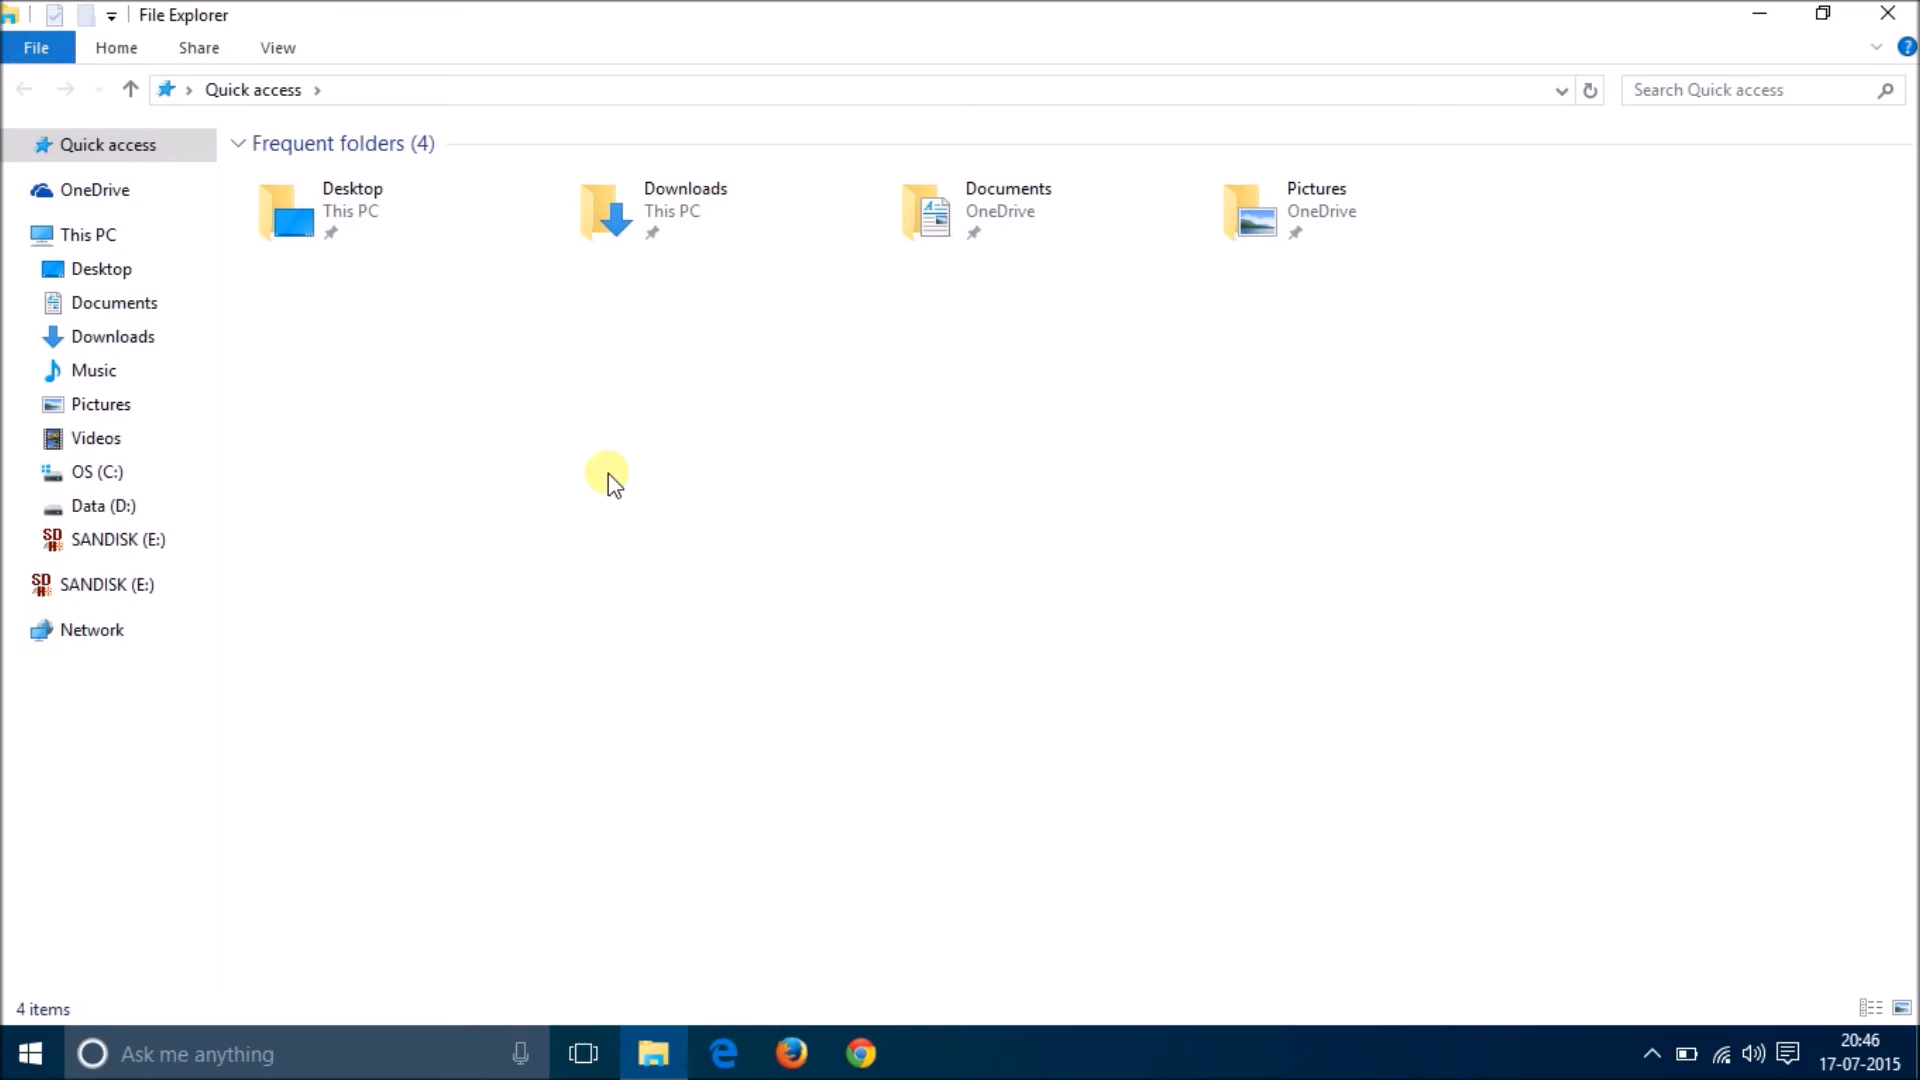 File Explorer
File Home Share View
Quick access
Search Quick access
Quick access
OneDrive
This PC
Desktop
Documents
Downloads
Music
Pictures
Videos
OS (C:)
Data (D:)
SANDISK (E:)
SANDISK (E:)
Network
Frequent folders (4)
Desktop
This PC
Downloads
This PC
Documents
OneDrive
Pictures
OneDrive
4 items
Ask me anything
20:46
17-07-2015